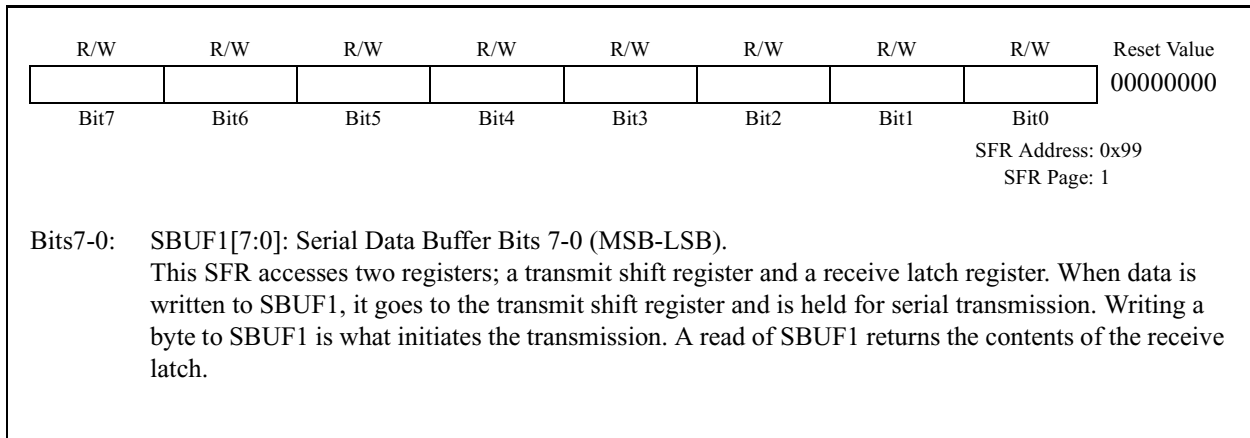 R/W R/W R/W R/W R/W R/W R/W R/W Reset Value
00000000
Bit7 Bit6 Bit5 Bit4 Bit3 Bit2 Bit1 Bit0
SFR Address: 0x99
SFR Page: 1
Bits7-0: SBUF1[7:0]: Serial Data Buffer Bits 7-0 (MSB-LSB).
This SFR accesses two registers; a transmit shift register and a receive latch register. When data is
written to SBUF1, it goes to the transmit shift register and is held for serial transmission. Writing a
byte to SBUF1 is what initiates the transmission. A read of SBUF1 returns the contents of the receive
latch.